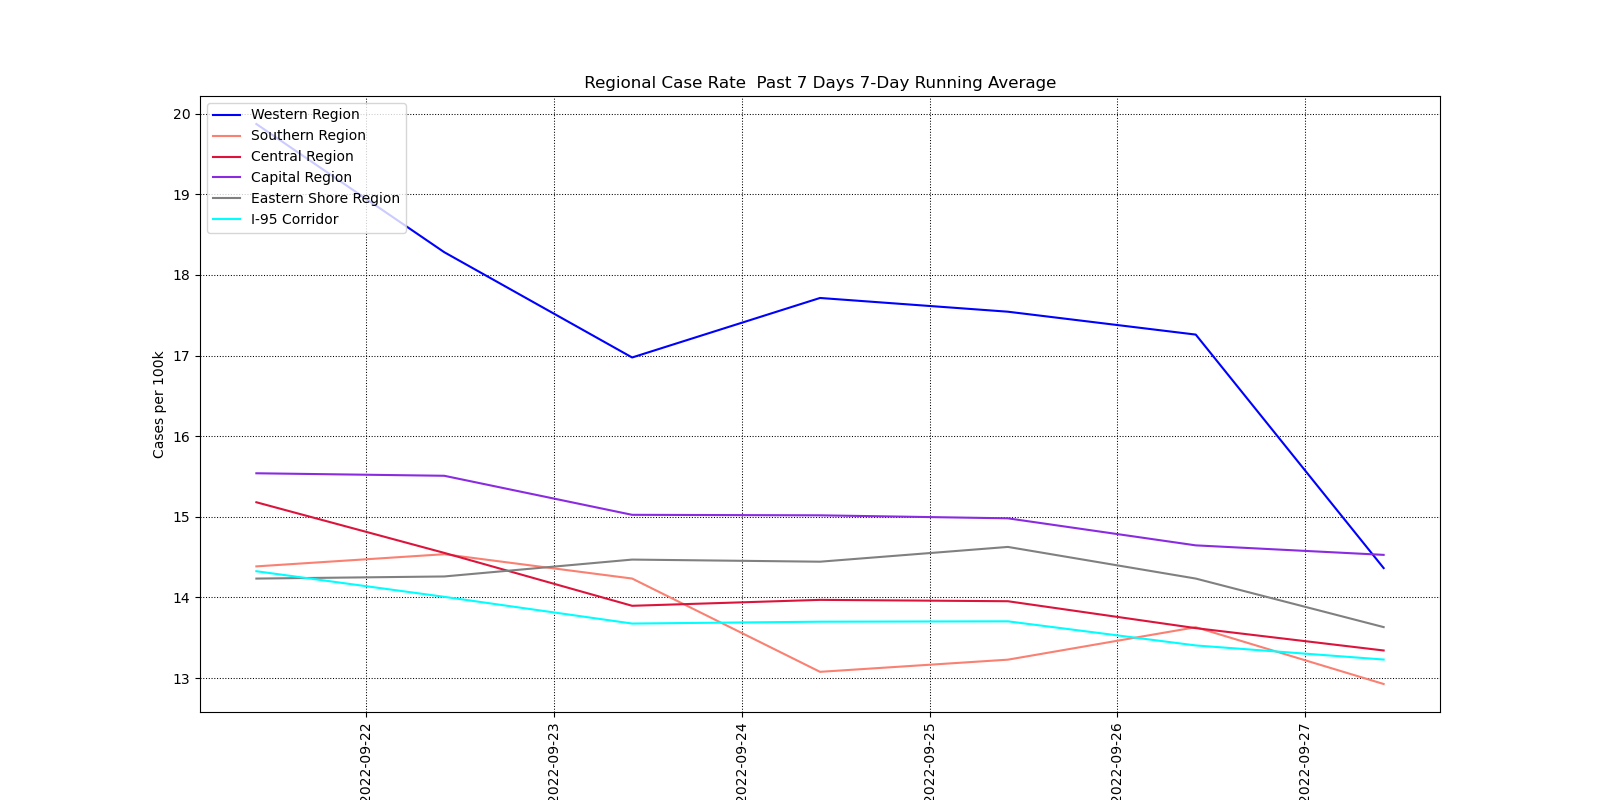 Regional Case Rate  Past 7 Days 7-Day Running Average
Western Region
Southern Region
Central Region
Capital Region
Eastern Shore Region
I-95 Corridor
20
19
18
17
16
15
14
13
Cases per 100k
2022-09-22
2022-09-23
2022-09-24
2022-09-25
2022-09-26
2022-09-27